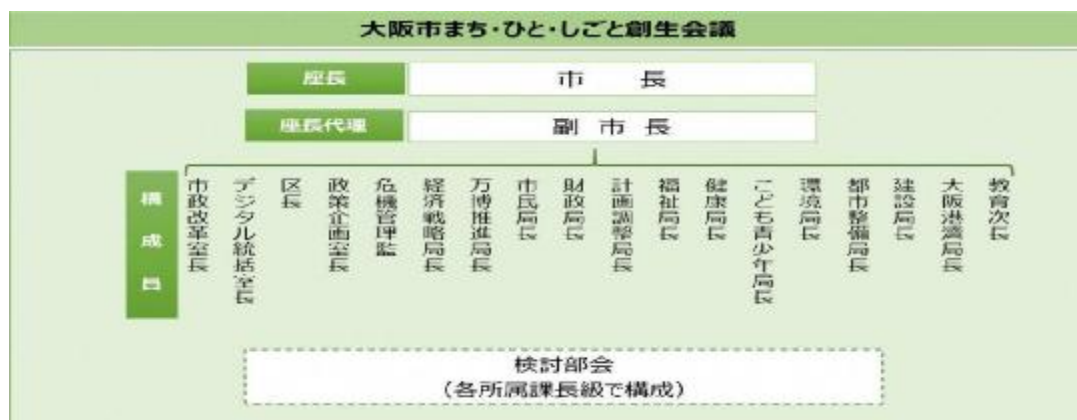 大阪市まち・ひと・しごと創生会議
座長
市長
座長代理
副市長
構成員
市政改革室長
デジタル統括室長
区長
政策企画室長
危機管理監
経済戦略局長
万博推進局長
市民局長
財政局長
計画調整局長
福祉局長
健康局長
こども青少年局長
環境局長
都市整備局長
建設局長
大阪港湾局長
教育次長
検討部会
（各所属課長級で構成）